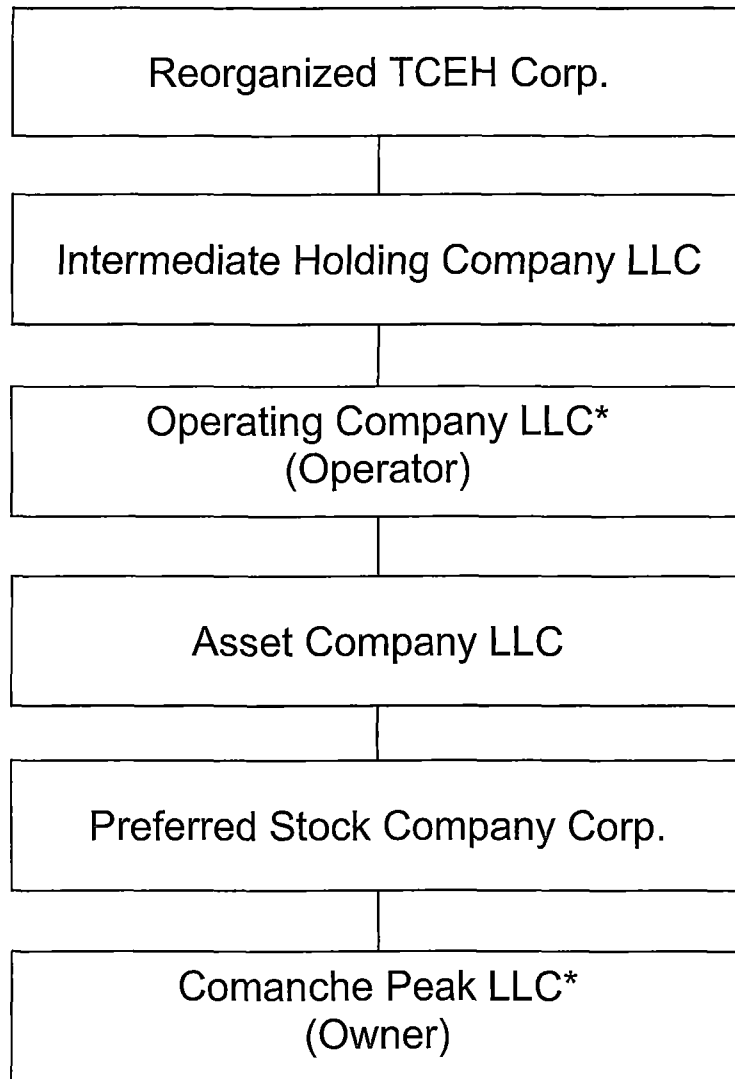 Reorganized TCEH Corp.
Intermediate Holding Company LLC
Operating Company LLC*
(Operator)
Asset Company LLC
Preferred Stock Company Corp.
Comanche Peak LLC*
(Owner)